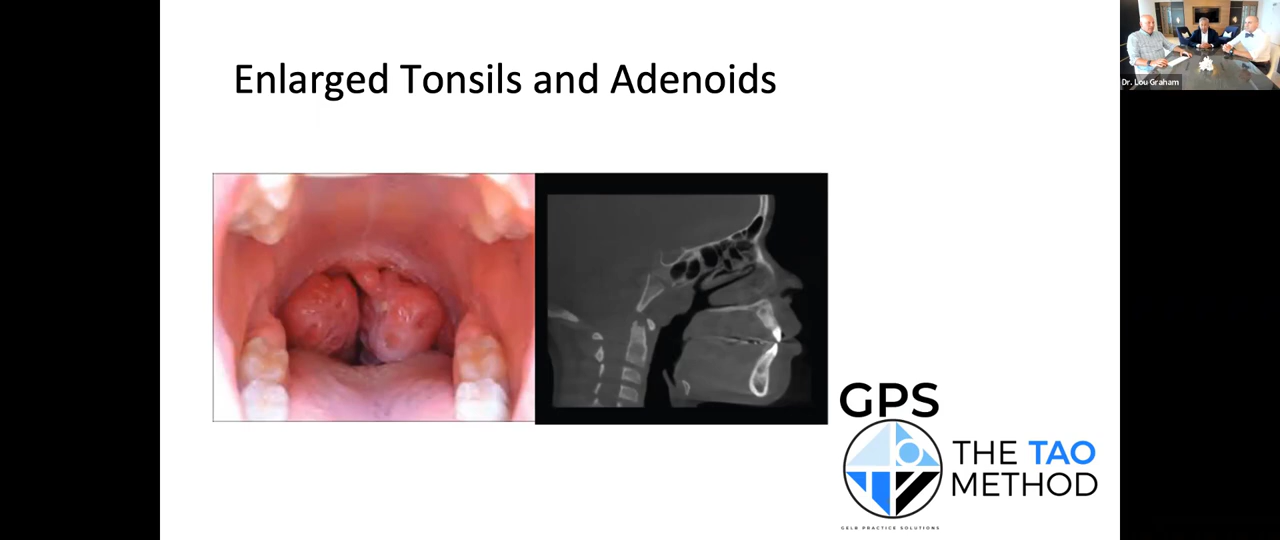 Enlarged Tonsils and Adenoids
Dr. Lou Graham
GPS
THE TAO
METHOD
GELB PRACTICE SOLUTIONS